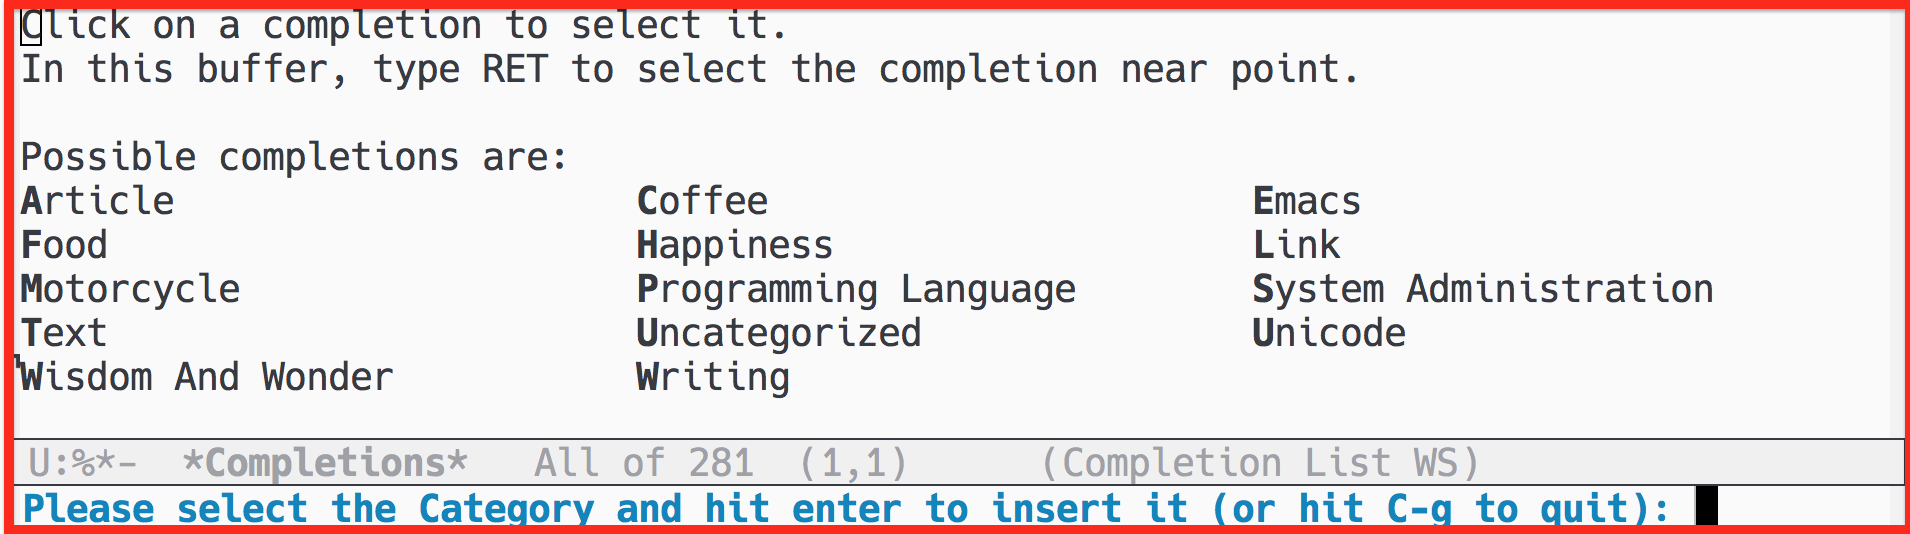 Click on a completion to select it.
In this buffer, type RET to select the completion near point.
Possible completions are:
Article Coffee Emacs
Food Happiness Link
Motorcycle Programming Language System Administration
Text Uncategorized Unicode
Wisdom And Wonder Writing
U:%*- *Completions* All of 281 (1,1) (Completion List WS)
Please select the Category and hit enter to insert it (or hit C-g to quit):